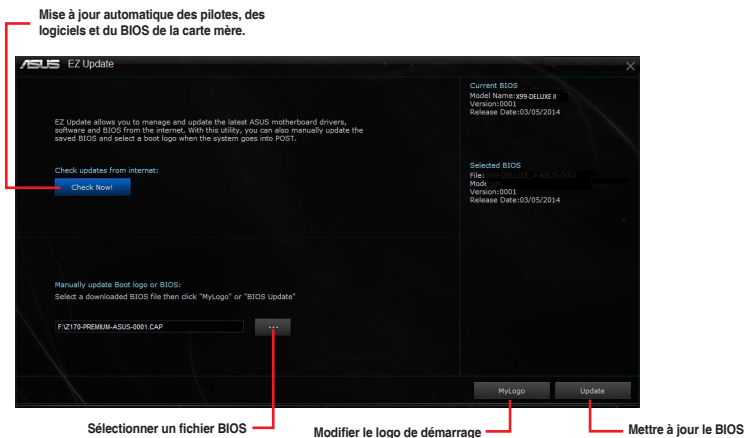 Mise à jour automatique des pilotes, des
logiciels et du BIOS de la carte mère.
ASUS EZ Update
EZ Update allows you to manage and update the latest ASUS motherboard drivers,
software and BIOS from the internet. With this utility, you can also manually update the
saved BIOS and select a boot logo when the system goes into POST.
Check updates from internet:
Check Now!
Manually update Boot logo or BIOS:
Select a downloaded BIOS file then click "MyLogo" or "BIOS Update"
F:\Z170-PREMIUM-ASUS-0001.CAP
...
Current BIOS
Model Name:X99-DELUXE II
Version:0001
Release Date:03/05/2014
Selected BIOS
File: X99-DELUXE_II-ASUS-0001
Version:0001
Release Date:03/05/2014
MyLogo
Update
Sélectionner un fichier BIOS
Modifier le logo de démarrage
Mettre à jour le BIOS